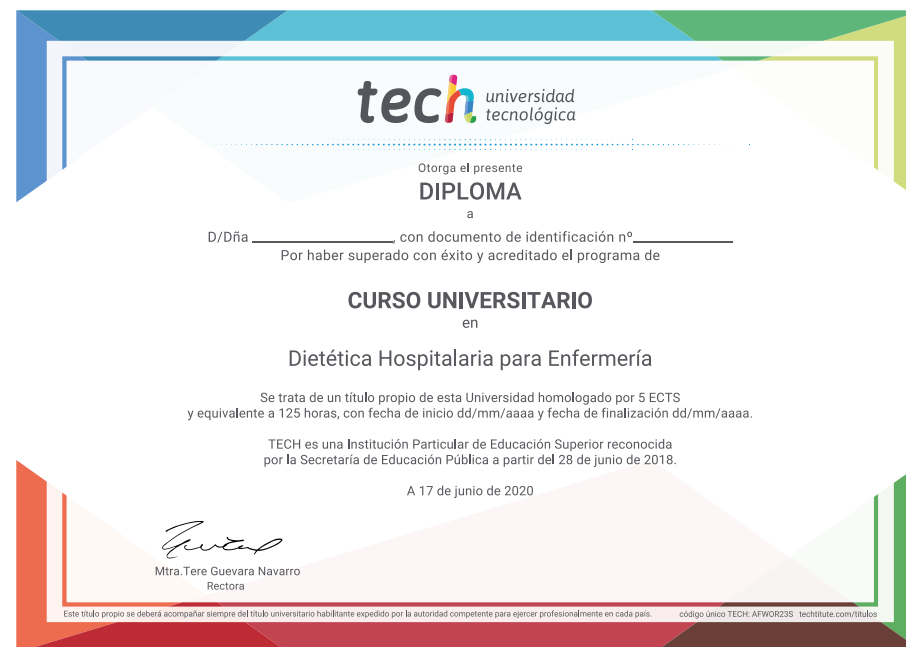 tech universidad
tecnológica
Otorga el presente
DIPLOMA
a
D/Dña ____________________, con documento de identificación nº______________
Por haber superado con éxito y acreditado el programa de
CURSO UNIVERSITARIO
en
Dietética Hospitalaria para Enfermería
Se trata de un título propio de esta Universidad homologado por 5 ECTS
y equivalente a 125 horas, con fecha de inicio dd/mm/aaaa y fecha de finalización dd/mm/aaaa.
TECH es una Institución Particular de Educación Superior reconocida
por la Secretaría de Educación Pública a partir del 28 de junio de 2018.
A 17 de junio de 2020
Mtra.Tere Guevara Navarro
Rectora
Este título propio se deberá acompañar siempre del título universitario habilitante expedido por la autoridad competente para ejercer profesionalmente en cada país. código único TECH: AFWOR23S techtitute.com/títulos